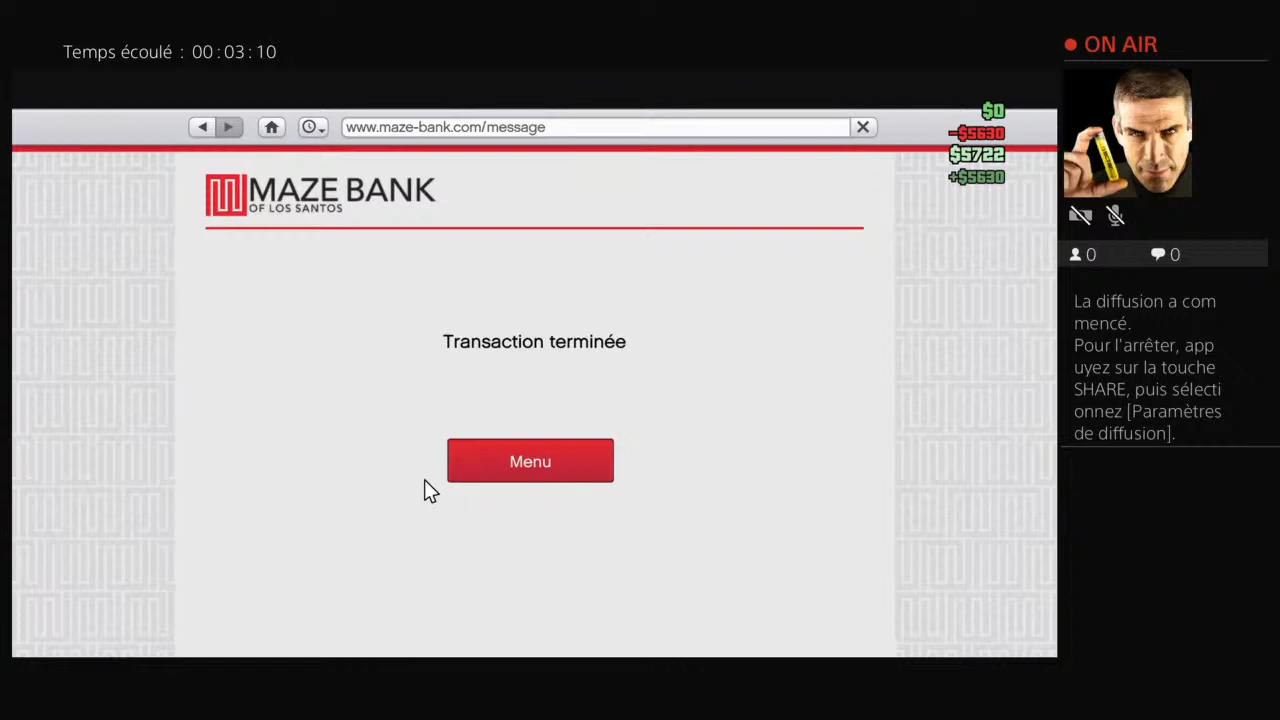 Temps écoulé : 00:03:10
ON AIR
www.maze-bank.com/message
$0
-$5630
$5722
+$5630
MAZE BANK
OF LOS SANTOS
0
0
La diffusion a com
mencé.
Pour l'arrêter, app
uyez sur la touche
SHARE, puis sélecti
onnez [Paramètres
de diffusion].
Transaction terminée
Menu